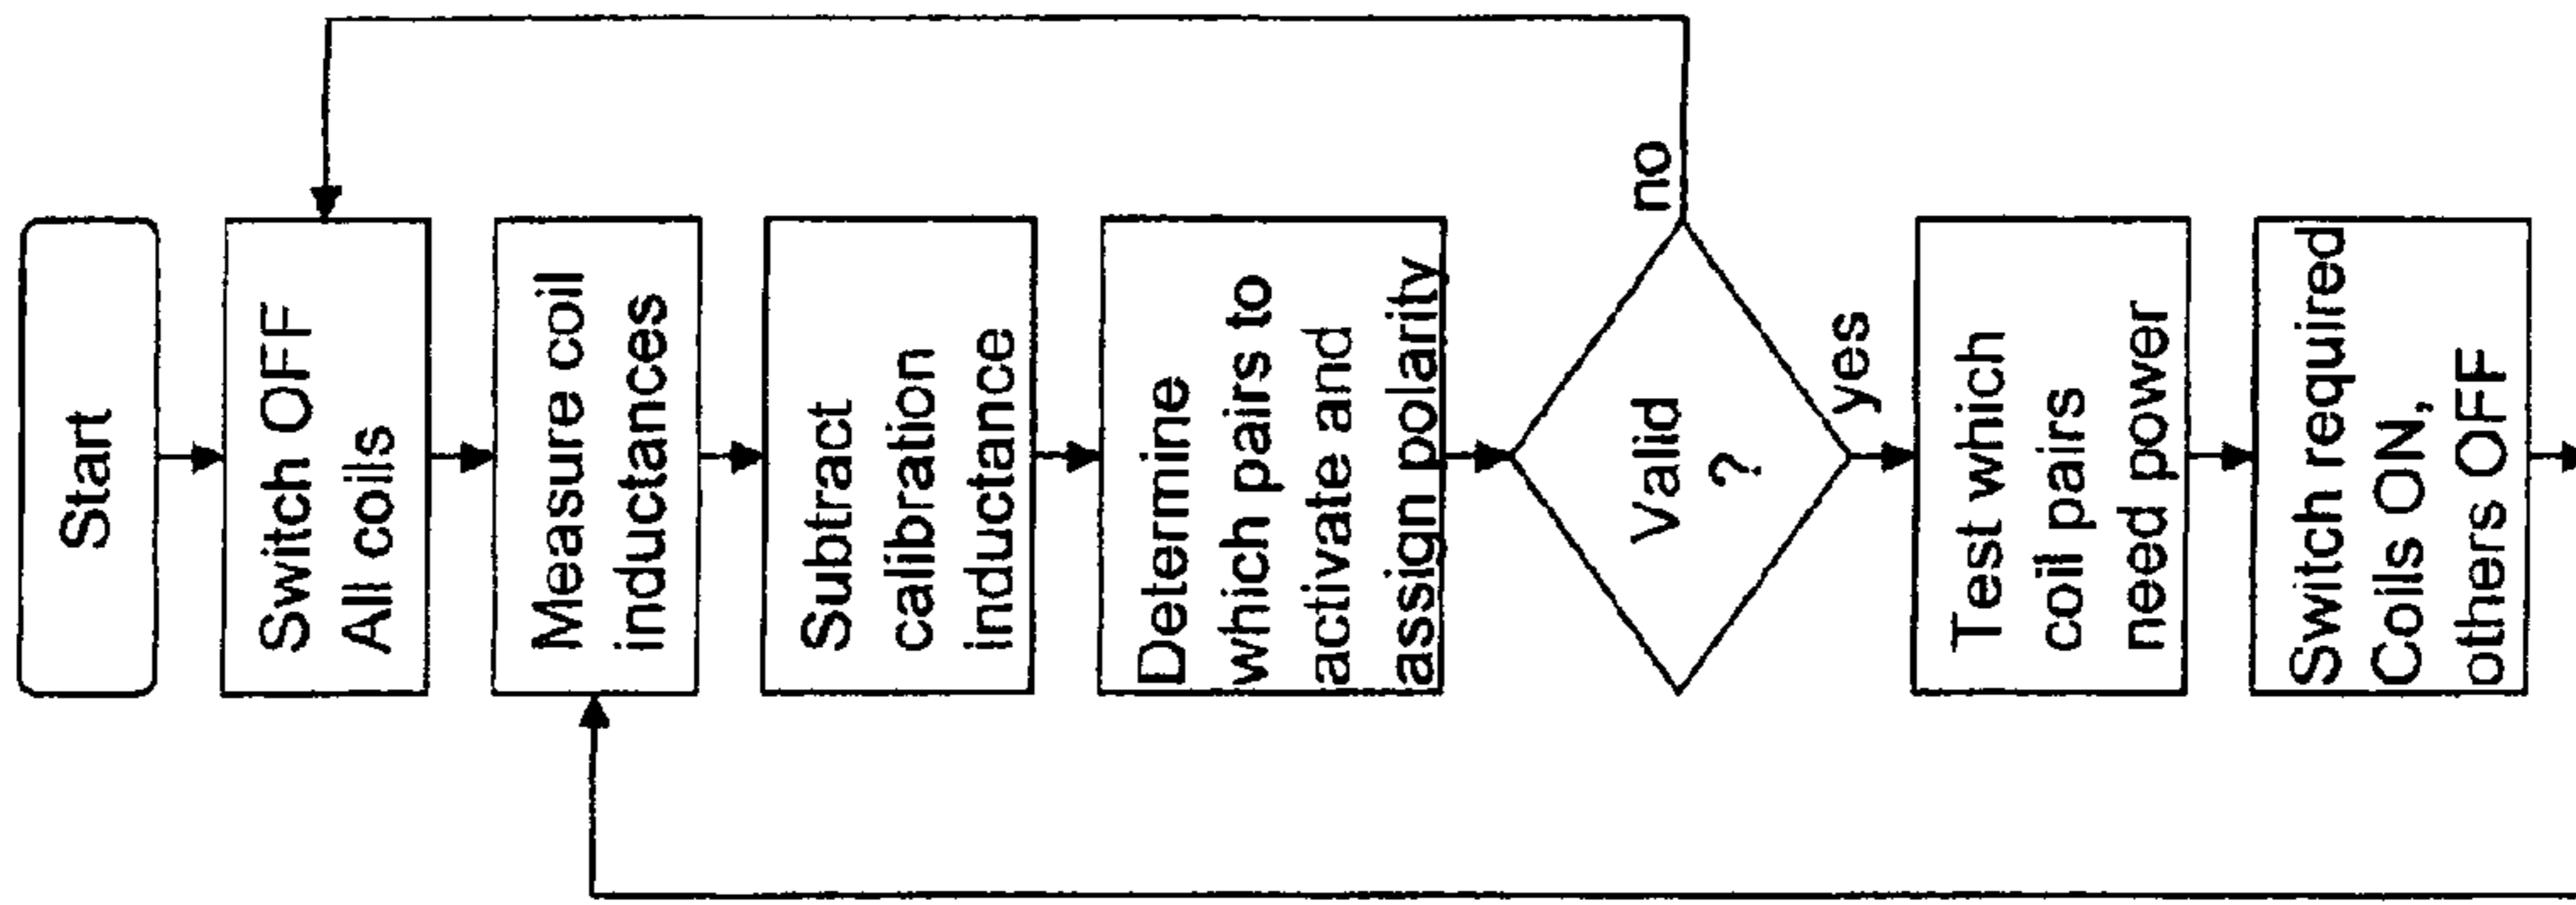 Start
Switch OFF
All coils
Measure coil
inductances
Subtract
calibration
inductance
Determine
which pairs to
activate and
assign polarity
Valid
?
no
yes
Test which
coil pairs
need power
Switch required
Coils ON,
others OFF